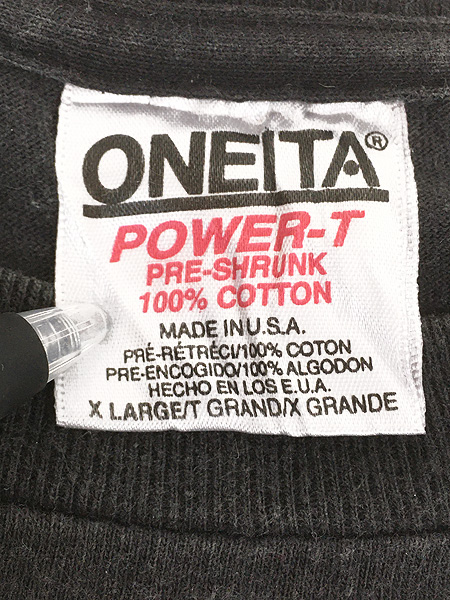 ONEITA®
POWER-T
PRE-SHRUNK
100% COTTON
MADE IN U.S.A.
PRÉ-RÉTRÉCI/100% COTON
PRE-ENCOGIDO/100% ALGODON
HECHO EN LOS E.U.A.
X LARGE/T GRAND/X GRANDE